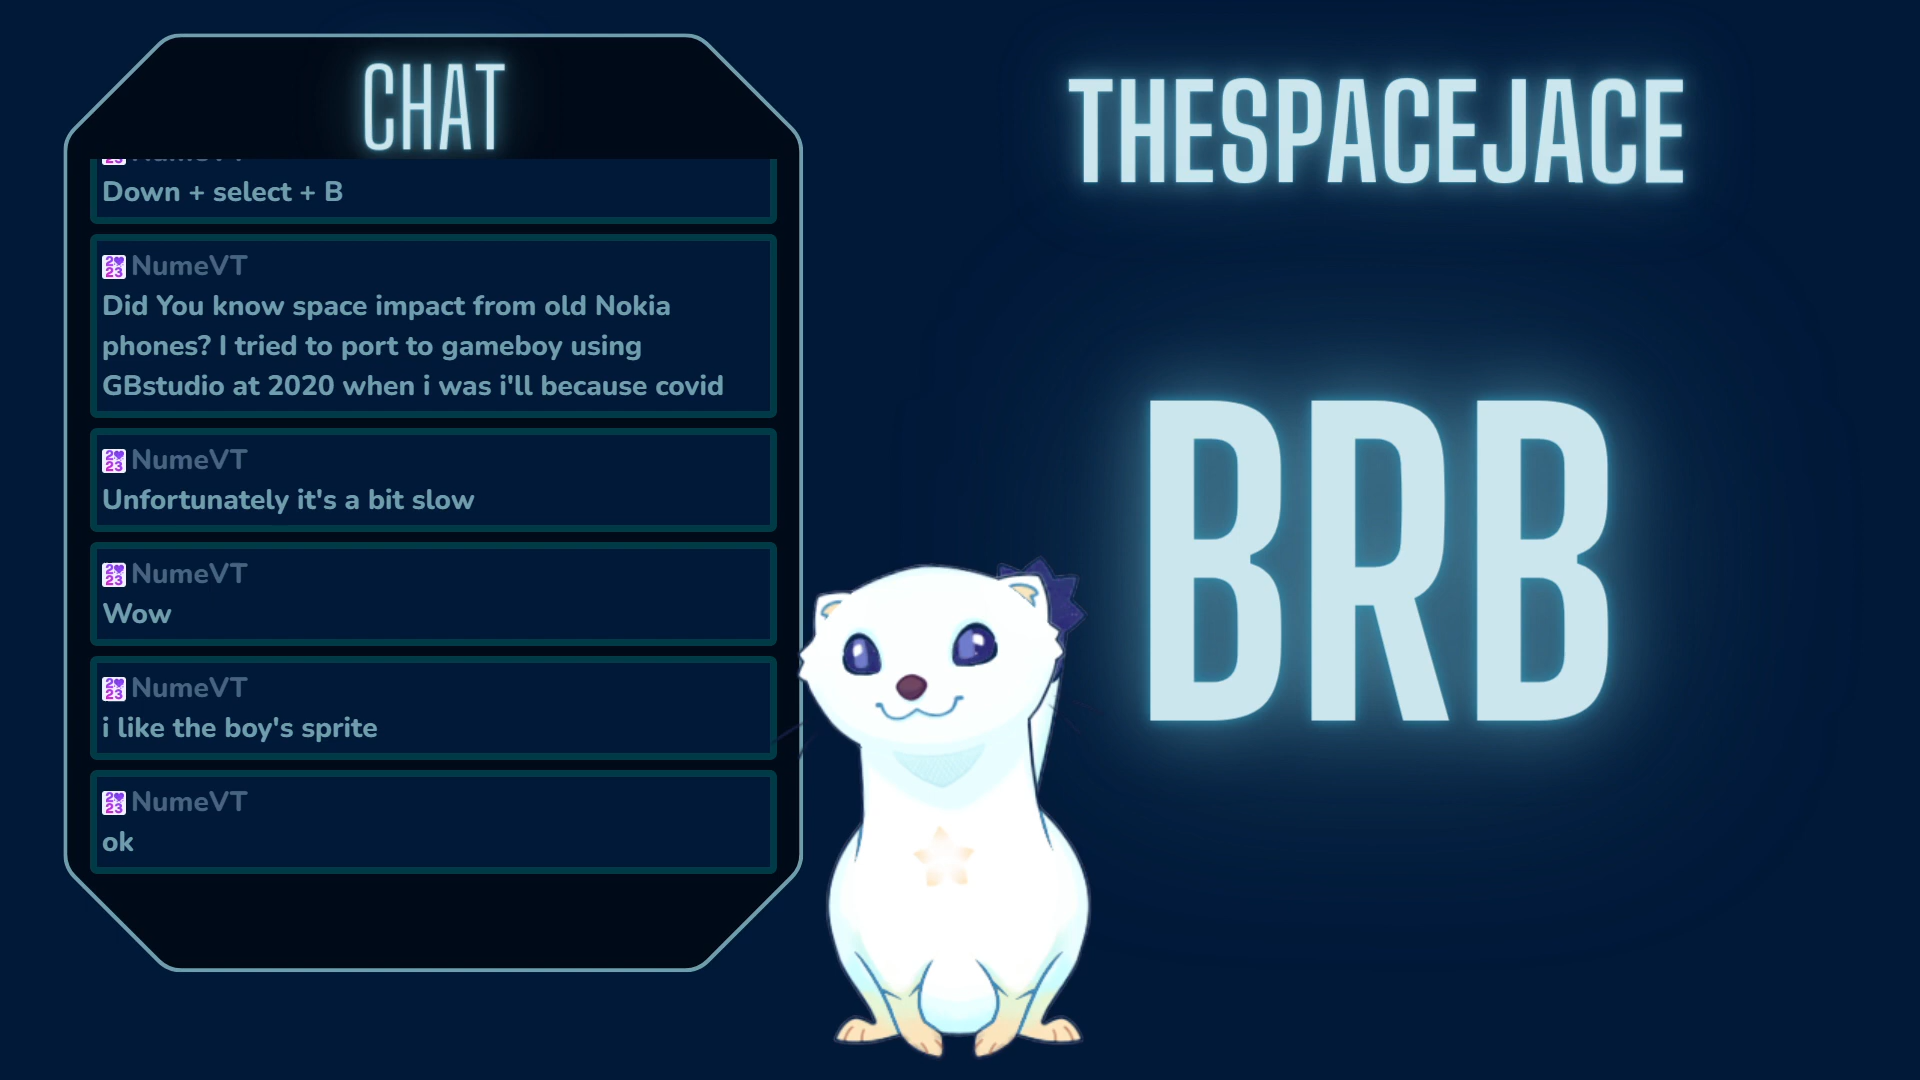 CHAT
Down + select + B
NumeVT
Did You know space impact from old Nokia
phones? I tried to port to gameboy using
GBstudio at 2020 when i was i'll because covid
NumeVT
Unfortunately it's a bit slow
NumeVT
Wow
NumeVT
i like the boy's sprite
NumeVT
ok
THESPACEJACE
BRB